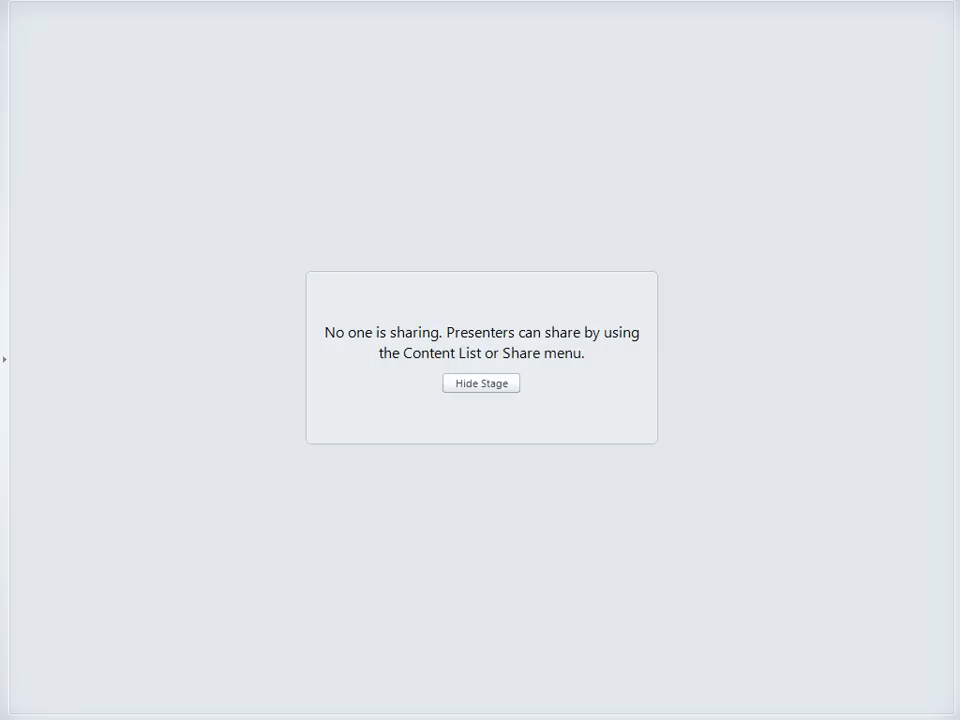 No one is sharing. Presenters can share by using
the Content List or Share menu.
Hide Stage